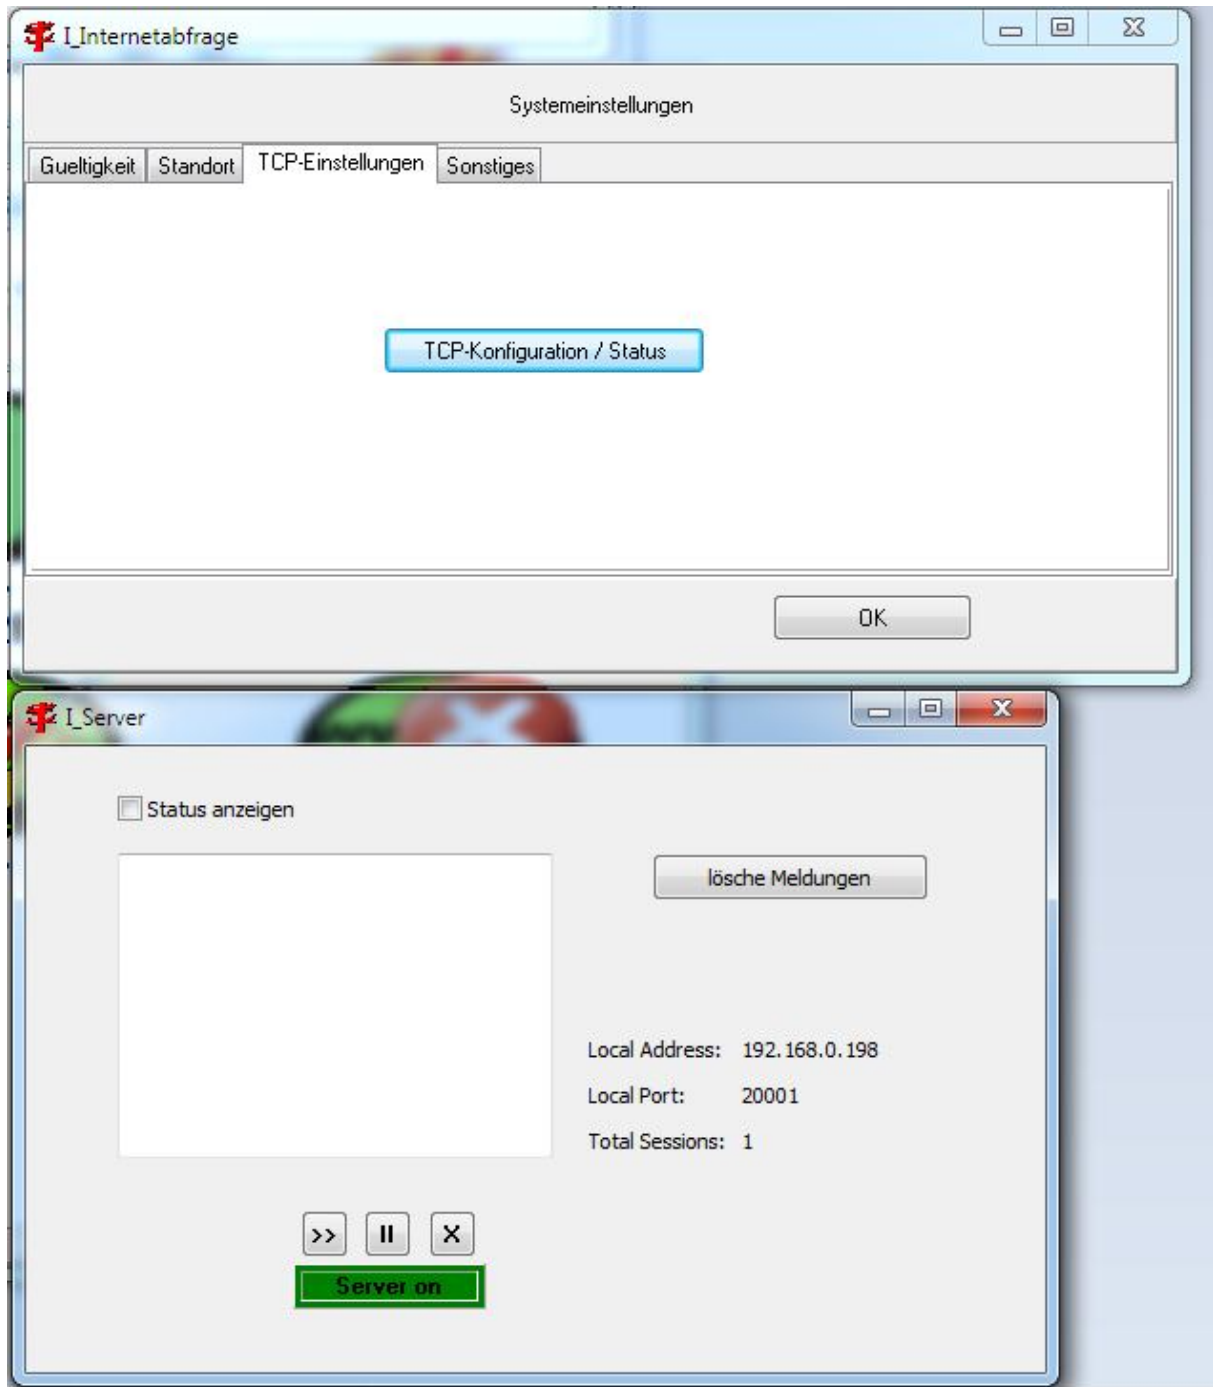 I_Internetabfrage
Systemeinstellungen
Gueltigkeit Standort TCP-Einstellungen Sonstiges
TCP-Konfiguration / Status
OK
I_Server
Status anzeigen
lösche Meldungen
Local Address: 192.168.0.198
Local Port: 20001
Total Sessions: 1
>> II X
Server on